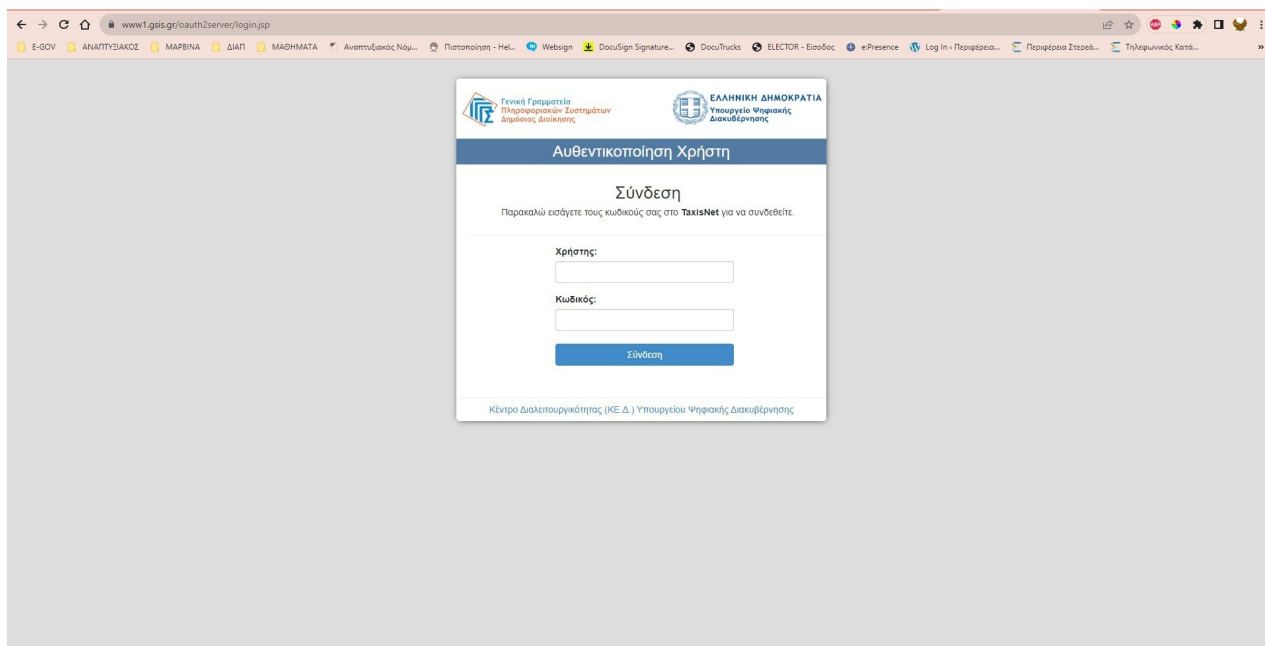 www1.gsis.gr/oauth2server/login.jsp
E-GOV ΑΝΑΠΤΥΞΙΑΚΟΣ ΜΑΡΒΙΝΑ ΔΙΑΠ ΜΑΘΗΜΑΤΑ Αναπτυξιακός Νόμ... Πιστοποίηση - Hel... Websign DocuSign Signature... DocuTrucks ELECTOR - Είσοδος e:Presence Log In ‹ Περιφέρεια... Περιφέρεια Στερεά... Τηλεφωνικός Κατά... »
Γενική Γραμματεία
Πληροφοριακών Συστημάτων
Δημόσιας Διοίκησης
ΕΛΛΗΝΙΚΗ ΔΗΜΟΚΡΑΤΙΑ
Υπουργείο Ψηφιακής
Διακυβέρνησης
Αυθεντικοποίηση Χρήστη
Σύνδεση
Παρακαλώ εισάγετε τους κωδικούς σας στο TaxisNet για να συνδεθείτε.
Χρήστης:
Κωδικός:
Σύνδεση
Κέντρο Διαλειτουργικότητας (ΚΕ.Δ.) Υπουργείου Ψηφιακής Διακυβέρνησης